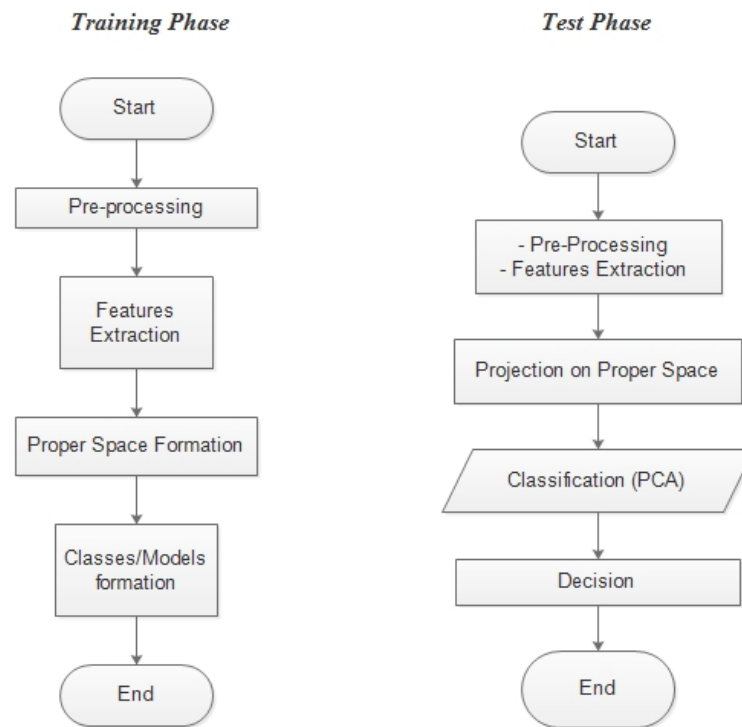 Training Phase
Start
Pre-processing
Features
Extraction
Proper Space Formation
Classes/Models
formation
End
Test Phase
Start
- Pre-Processing
- Features Extraction
Projection on Proper Space
Classification (PCA)
Decision
End